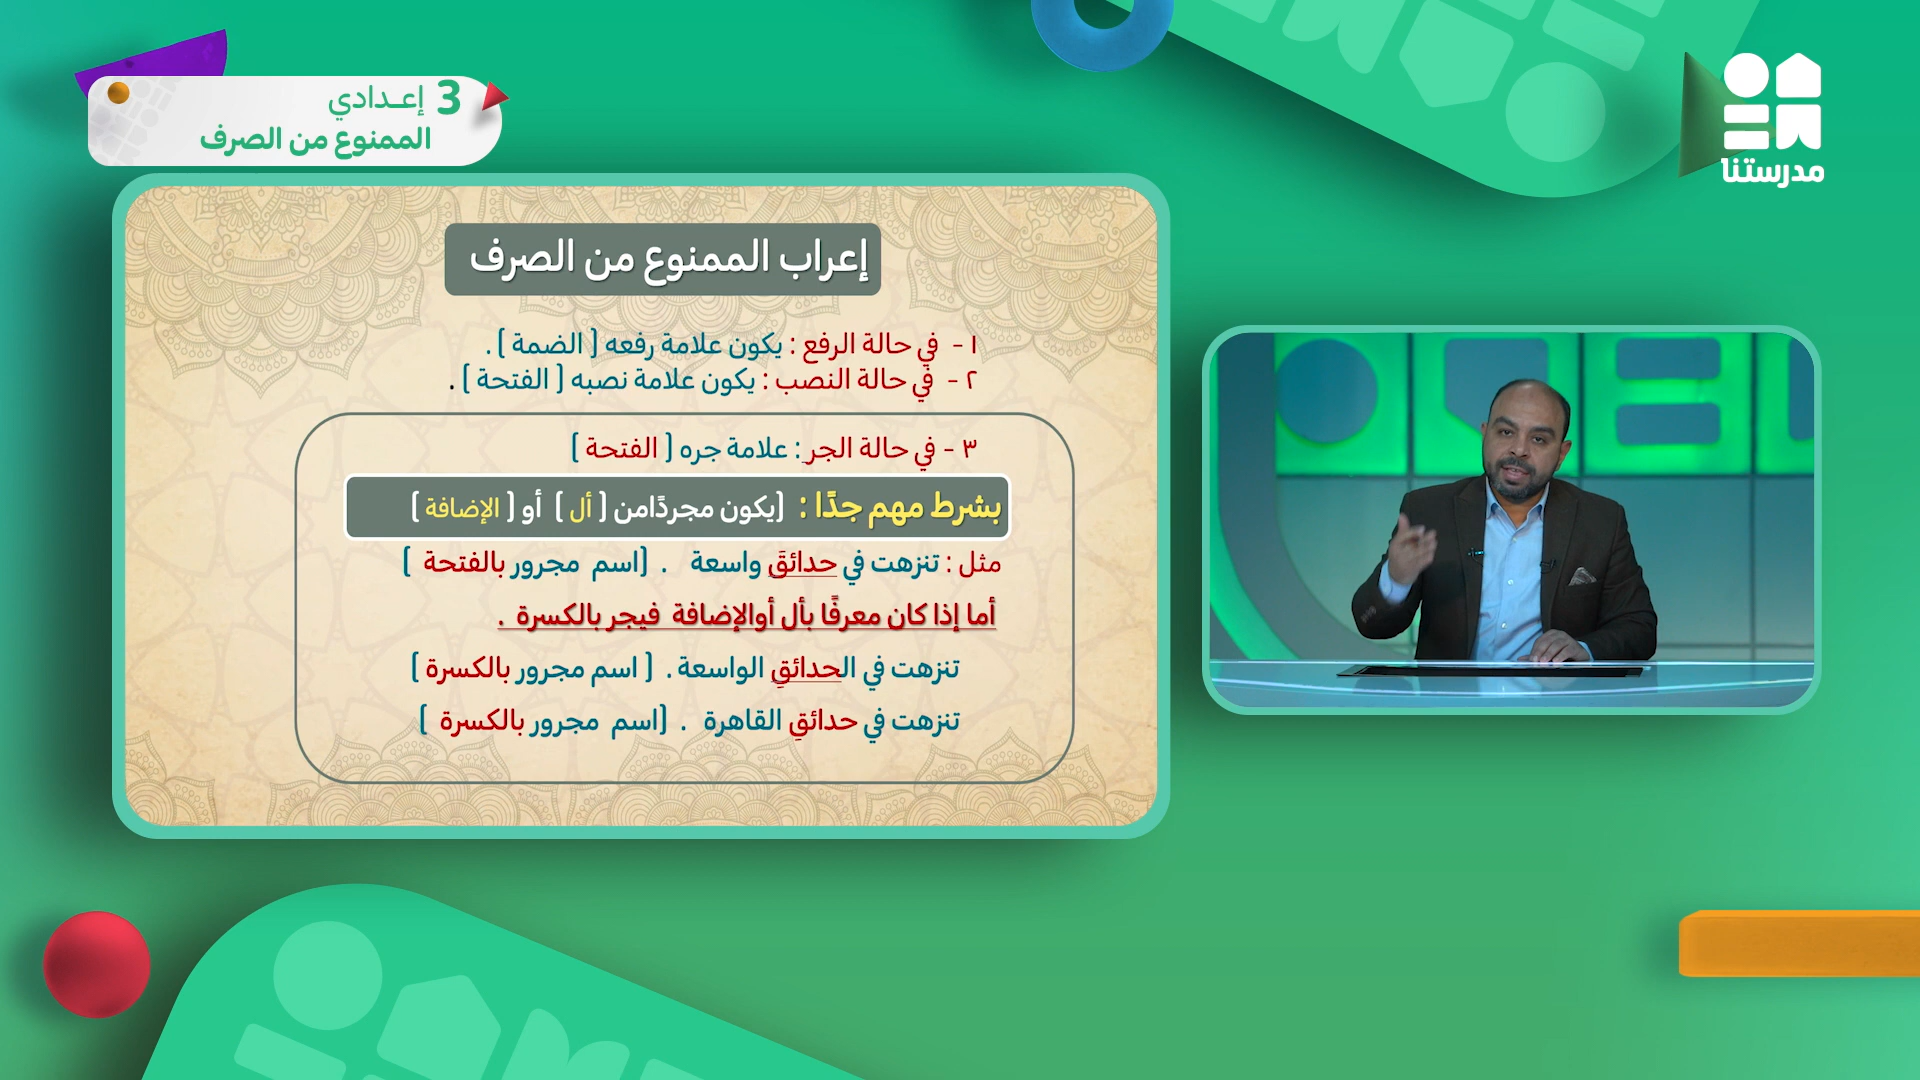 3 إعـدادي
الممنوع من الصرف
مدرستنا
إعراب الممنوع من الصرف
١ - في حالة الرفع : يكون علامة رفعه [ الضمة ] .
٢ - في حالة النصب : يكون علامة نصبه [ الفتحة ] .
٣ - في حالة الجر : علامة جره [ الفتحة ]
بشرط مهم جدًا : [يكون مجردًامن [ أل ] أو [ الإضافة ]
مثل : تنزهت في حدائقَ واسعة . [اسم مجرور بالفتحة ]
أما إذا كان معرفًا بأل أوالإضافة فيجر بالكسرة .
تنزهت في الحدائقِ الواسعة . [ اسم مجرور بالكسرة ]
تنزهت في حدائقِ القاهرة . [اسم مجرور بالكسرة ]